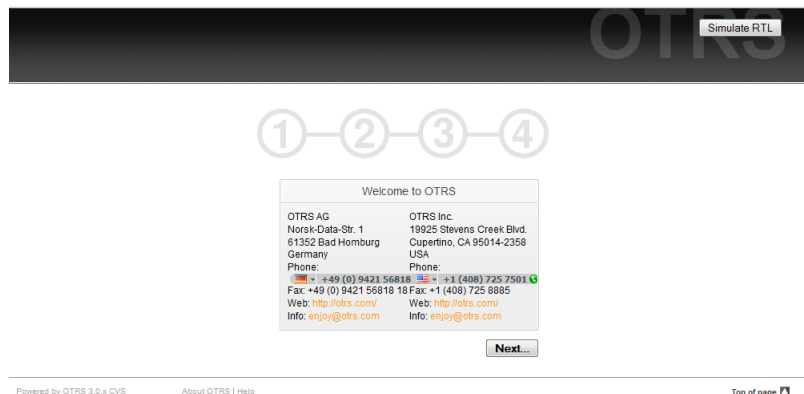 OTRS
Simulate RTL
1 2 3 4
Welcome to OTRS
OTRS AG
Norsk-Data-Str. 1
61352 Bad Homburg
Germany
Phone:
+49 (0) 9421 56818
Fax: +49 (0) 9421 56818 18
Web: http://otrs.com/
Info: enjoy@otrs.com
OTRS Inc.
19925 Stevens Creek Blvd.
Cupertino, CA 95014-2358
USA
Phone:
+1 (408) 725 7501
Fax: +1 (408) 725 8885
Web: http://otrs.com/
Info: enjoy@otrs.com
Next...
Powered by OTRS 3.0.x CVS
About OTRS | Help
Top of page